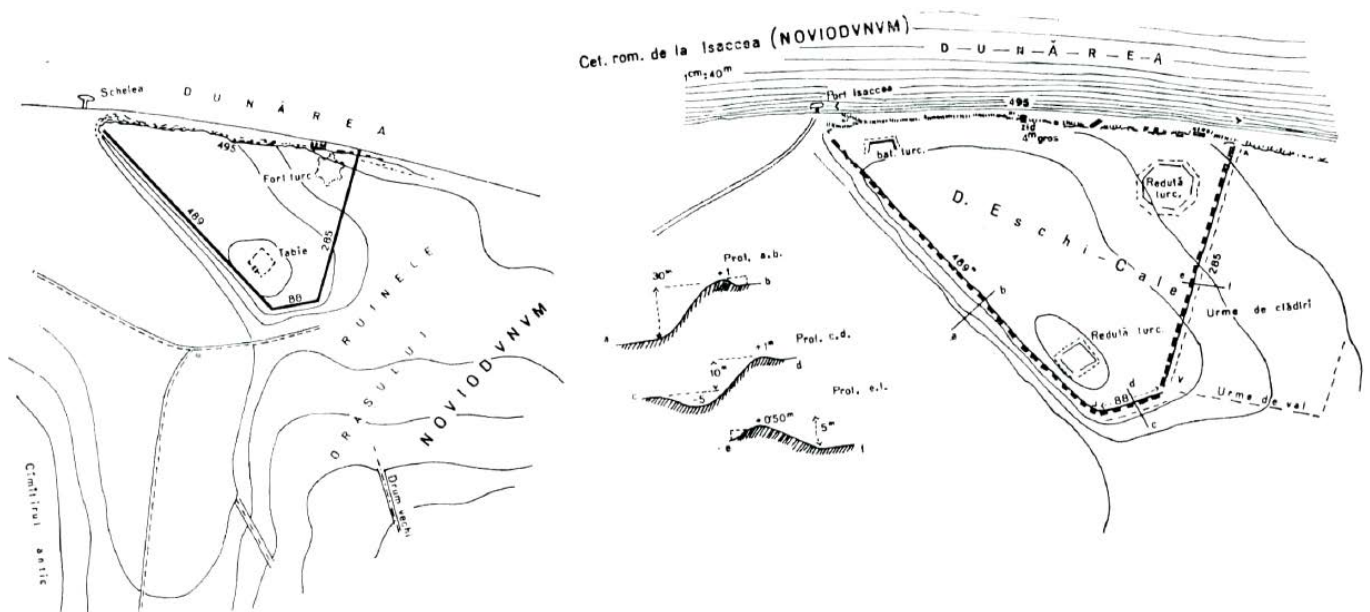 Schelea
DUNĂREA
495
Fort turc
489
285
Tabie
88
RUINELE
ORAȘULUI
NOVIODVNVM
Drum vechi
Cimitirul antic
Cet. rom. de la Isaccea (NOVIODVNVM)
D—U—N—Ă—R—E—A
1cm:40m
Port Isaccea
495
zid
4m gros
bat. turc.
Redută
turc.
D. Eschi-Cale
489m
285
e
f
Urme de clădiri
b
a
Redută turc.
d
V
88
c
Urme de val
Prof. a.b.
30m
+1
b
a
Prof. c.d.
+1m
10m
d
c
-5
Prof. e.f.
+0'50m
5m
e
f